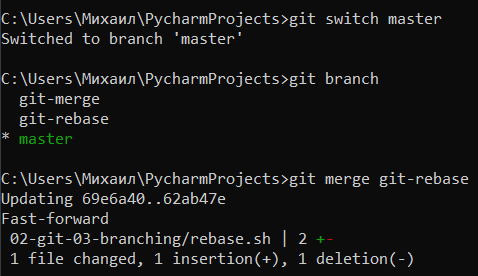 C:\Users\Михаил\PycharmProjects>git switch master
Switched to branch 'master'
C:\Users\Михаил\PycharmProjects>git branch
  git-merge
  git-rebase
* master
C:\Users\Михаил\PycharmProjects>git merge git-rebase
Updating 69e6a40..62ab47e
Fast-forward
 02-git-03-branching/rebase.sh | 2 +-
 1 file changed, 1 insertion(+), 1 deletion(-)